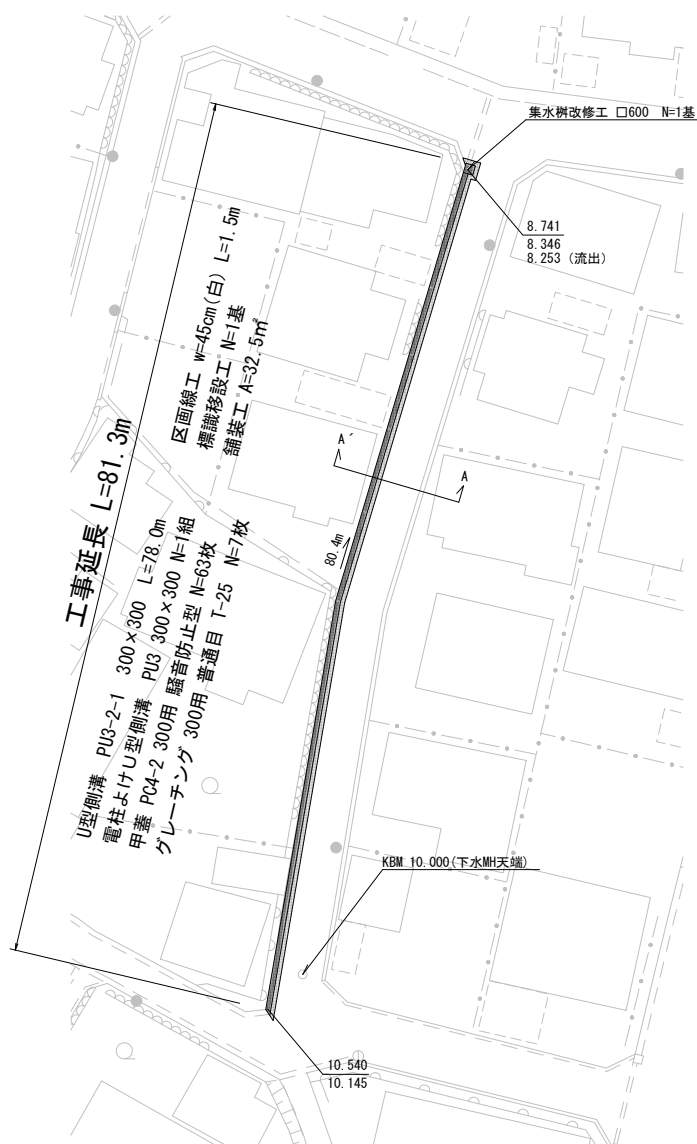 集水桝改修工 口600 N=1基
8.741
8.346
8.253 (流出)
区画線工 w=45cm(白) L=1.5m
標識移設工 N=1基
舗装工 A=32.5㎡
工事延長 L=81.3m
A´
A
80.4m
U型側溝 PU3-2-1 300×300 L=78.0m
電柱よけU型側溝 PU3 300×300 N=1組
甲蓋 PC4-2 300用 騒音防止型 N=63枚
グレーチング 300用 普通目 T-25 N=7枚
KBM 10.000(下水MH天端)
10.540
10.145